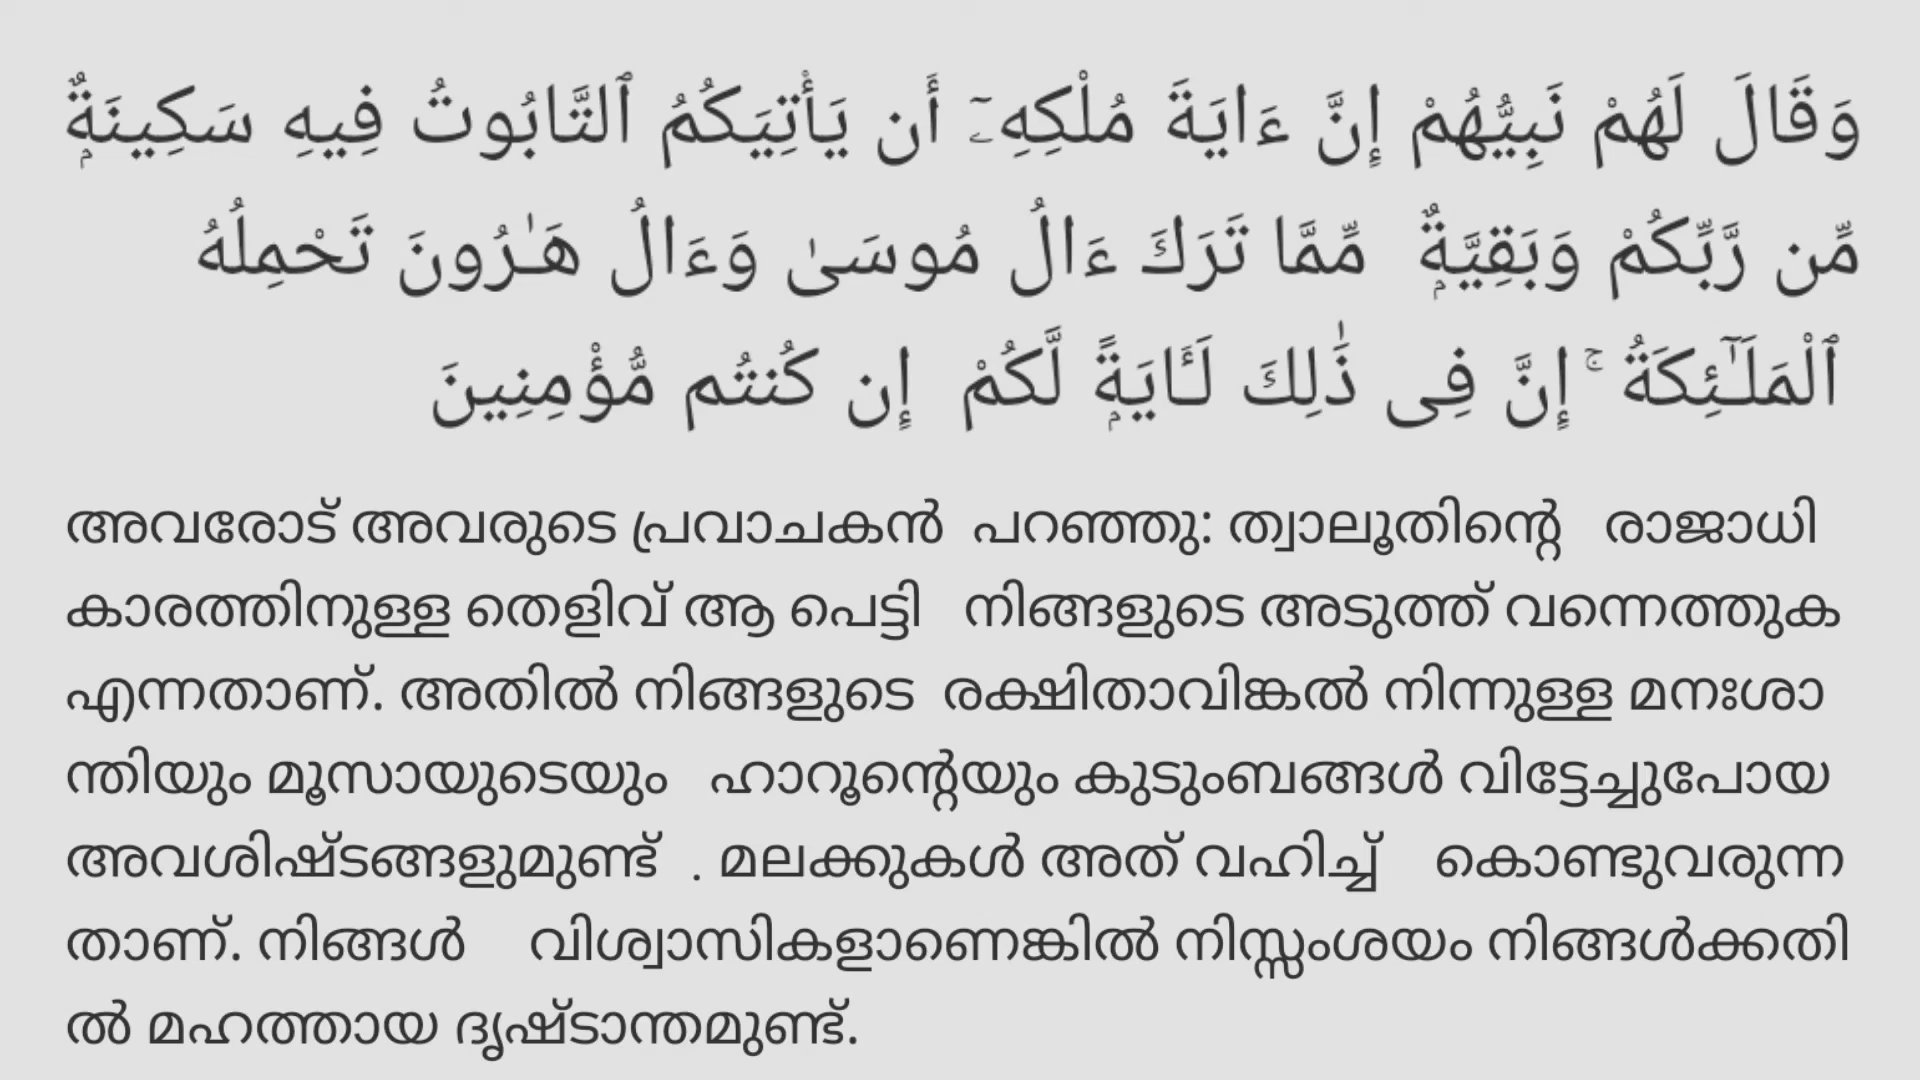 وَقَالَ لَهُمْ نَبِيُّهُمْ إِنَّ ءَايَةَ مُلْكِهِۦٓ أَن يَأْتِيَكُمُ ٱلتَّابُوتُ فِيهِ سَكِينَةٌۭ
مِّن رَّبِّكُمْ وَبَقِيَّةٌۭ مِّمَّا تَرَكَ ءَالُ مُوسَىٰ وَءَالُ هَـٰرُونَ تَحْمِلُهُ
ٱلْمَلَـٰٓئِكَةُ ۚ إِنَّ فِى ذَٰلِكَ لَـَٔايَةًۭ لَّكُمْ إِن كُنتُم مُّؤْمِنِينَ
അവരോട് അവരുടെ പ്രവാചകൻ പറഞ്ഞു: ത്വാലൂതിന്റെ രാജാധി
കാരത്തിനുള്ള തെളിവ് ആ പെട്ടി നിങ്ങളുടെ അടുത്ത് വന്നെത്തുക
എന്നതാണ്. അതിൽ നിങ്ങളുടെ രക്ഷിതാവിങ്കൽ നിന്നുള്ള മനഃശാ
ന്തിയും മൂസായുടെയും ഹാറൂന്റെയും കുടുംബങ്ങൾ വിട്ടേച്ചുപോയ
അവശിഷ്ടങ്ങളുമുണ്ട് . മലക്കുകൾ അത് വഹിച്ച് കൊണ്ടുവരുന്ന
താണ്. നിങ്ങൾ വിശ്വാസികളാണെങ്കിൽ നിസ്സംശയം നിങ്ങൾക്കതി
ൽ മഹത്തായ ദൃഷ്ടാന്തമുണ്ട്.